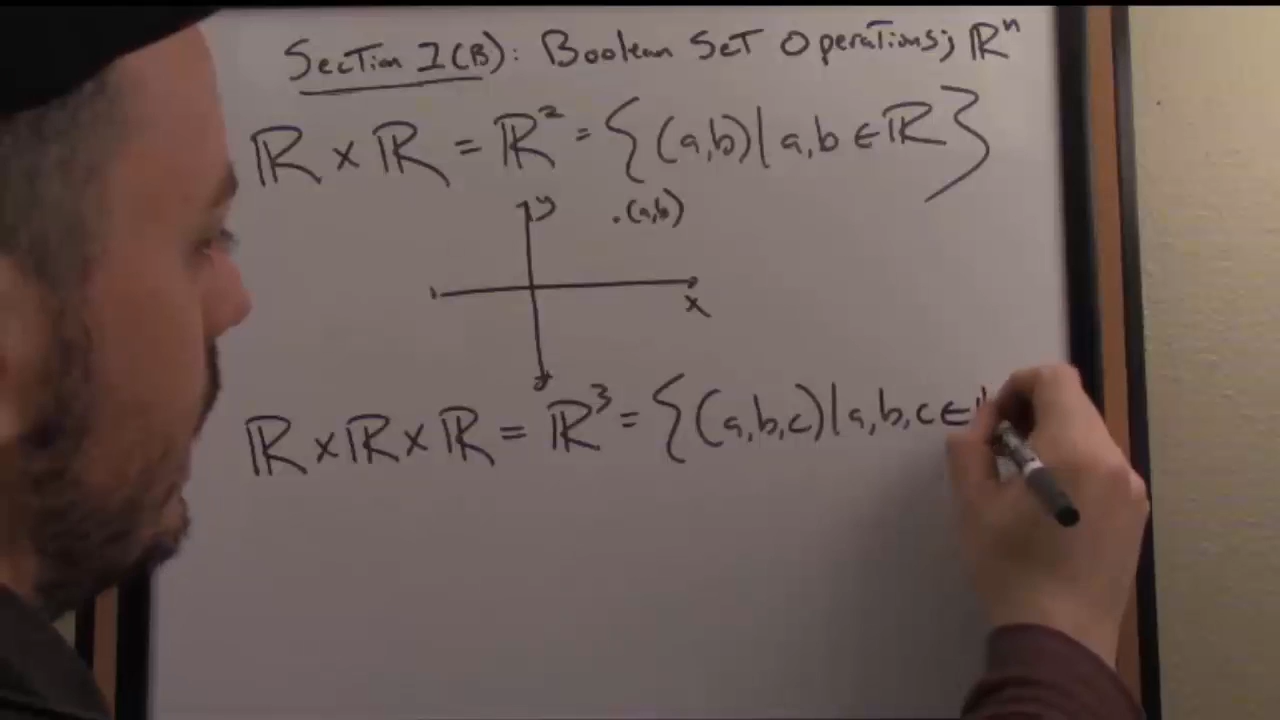 Section I(B): Boolean Set Operations; ℝⁿ
ℝ × ℝ = ℝ² = {(a,b) | a,b ∈ ℝ}
y
.(a,b)
x
ℝ × ℝ × ℝ = ℝ³ = {(a,b,c) | a,b,c ∈